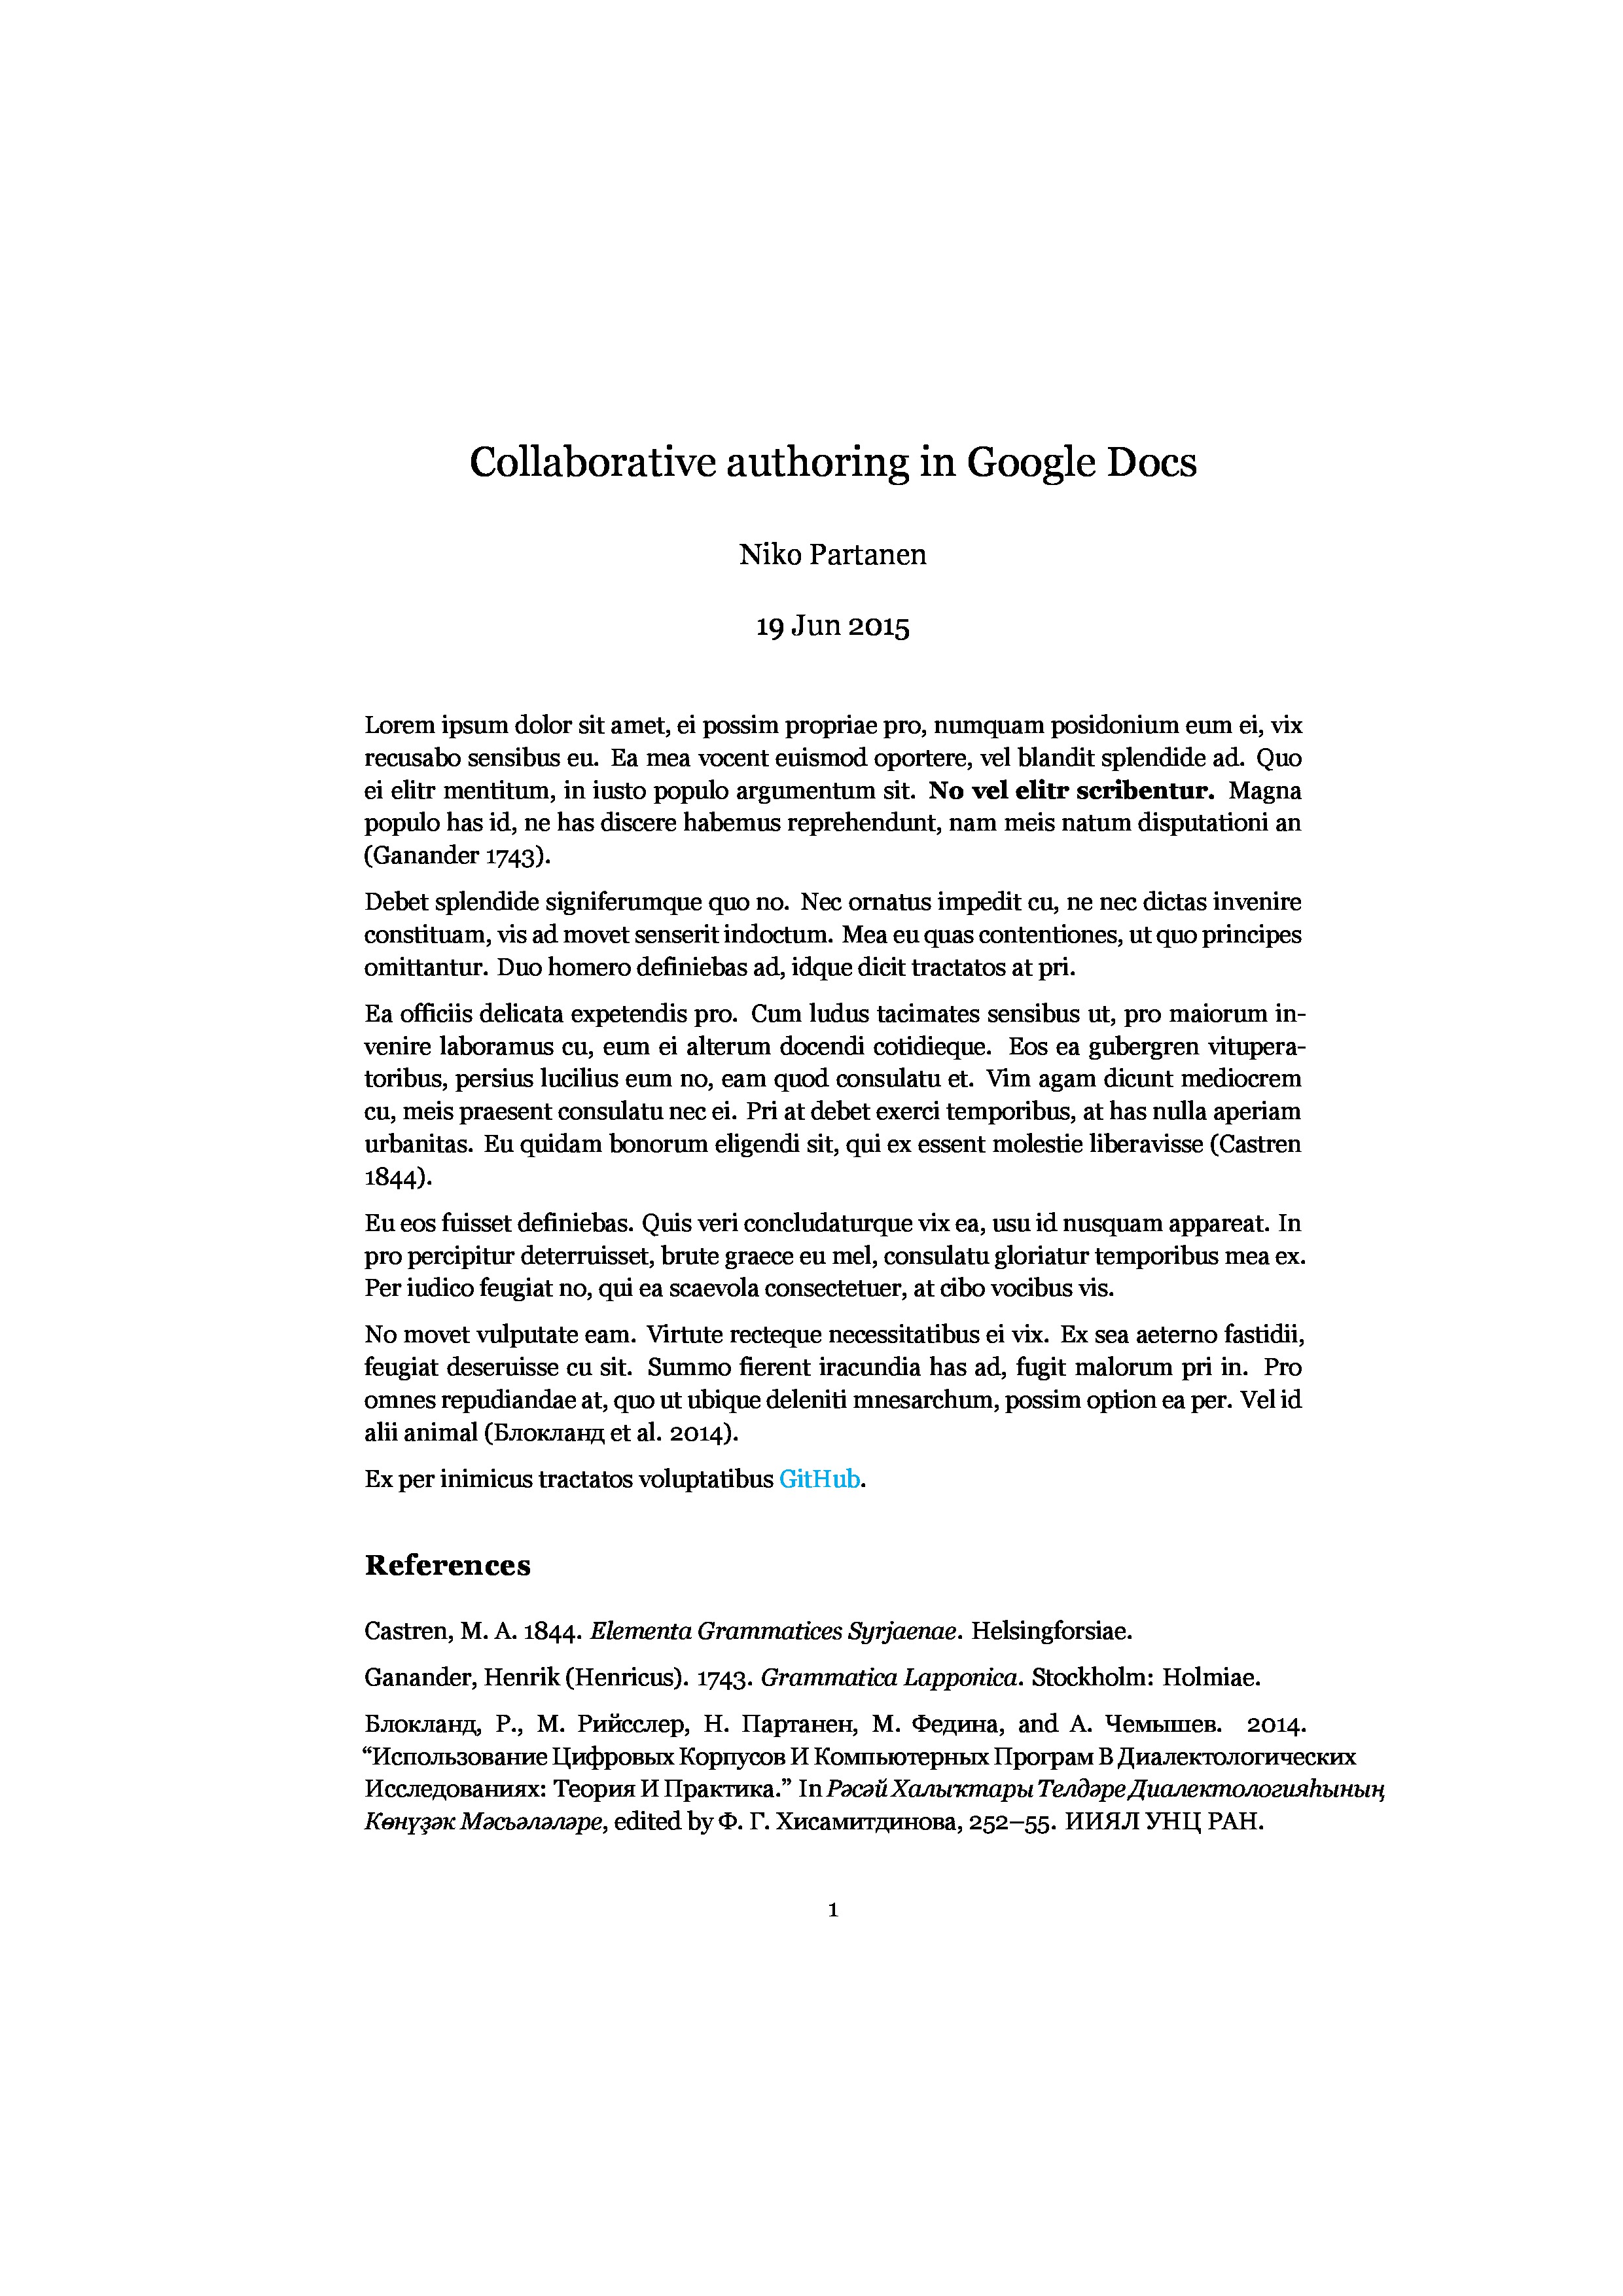 Collaborative authoring in Google Docs
Niko Partanen
19 Jun 2015
Lorem ipsum dolor sit amet, ei possim propriae pro, numquam posidonium eum ei, vix
recusabo sensibus eu. Ea mea vocent euismod oportere, vel blandit splendide ad. Quo
ei elitr mentitum, in iusto populo argumentum sit. No vel elitr scribentur. Magna
populo has id, ne has discere habemus reprehendunt, nam meis natum disputationi an
(Ganander 1743).
Debet splendide signiferumque quo no. Nec ornatus impedit cu, ne nec dictas invenire
constituam, vis ad movet senserit indoctum. Mea eu quas contentiones, ut quo principes
omittantur. Duo homero definiebas ad, idque dicit tractatos at pri.
Ea officiis delicata expetendis pro. Cum ludus tacimates sensibus ut, pro maiorum in-
venire laboramus cu, eum ei alterum docendi cotidieque. Eos ea gubergren vitupera-
toribus, persius lucilius eum no, eam quod consulatu et. Vim agam dicunt mediocrem
cu, meis praesent consulatu nec ei. Pri at debet exerci temporibus, at has nulla aperiam
urbanitas. Eu quidam bonorum eligendi sit, qui ex essent molestie liberavisse (Castren
1844).
Eu eos fuisset definiebas. Quis veri concludaturque vix ea, usu id nusquam appareat. In
pro percipitur deterruisset, brute graece eu mel, consulatu gloriatur temporibus mea ex.
Per iudico feugiat no, qui ea scaevola consectetuer, at cibo vocibus vis.
No movet vulputate eam. Virtute recteque necessitatibus ei vix. Ex sea aeterno fastidii,
feugiat deseruisse cu sit. Summo fierent iracundia has ad, fugit malorum pri in. Pro
omnes repudiandae at, quo ut ubique deleniti mnesarchum, possim option ea per. Vel id
alii animal (Блокланд et al. 2014).
Ex per inimicus tractatos voluptatibus GitHub.
References
Castren, M. A. 1844. Elementa Grammatices Syrjaenae. Helsingforsiae.
Ganander, Henrik (Henricus). 1743. Grammatica Lapponica. Stockholm: Holmiae.
Блокланд, Р., М. Рийсслер, Н. Партанен, М. Федина, and А. Чемышев. 2014.
“Использование Цифровых Корпусов И Компьютерных Програм В Диалектологических
Исследованиях: Теория И Практика.” In Рәсәй Халыҡтары Телдәре Диалектологияһының
Көнүҙәк Мәсьәләләре, edited by Ф. Г. Хисамитдинова, 252–55. ИИЯЛ УНЦ РАН.
1